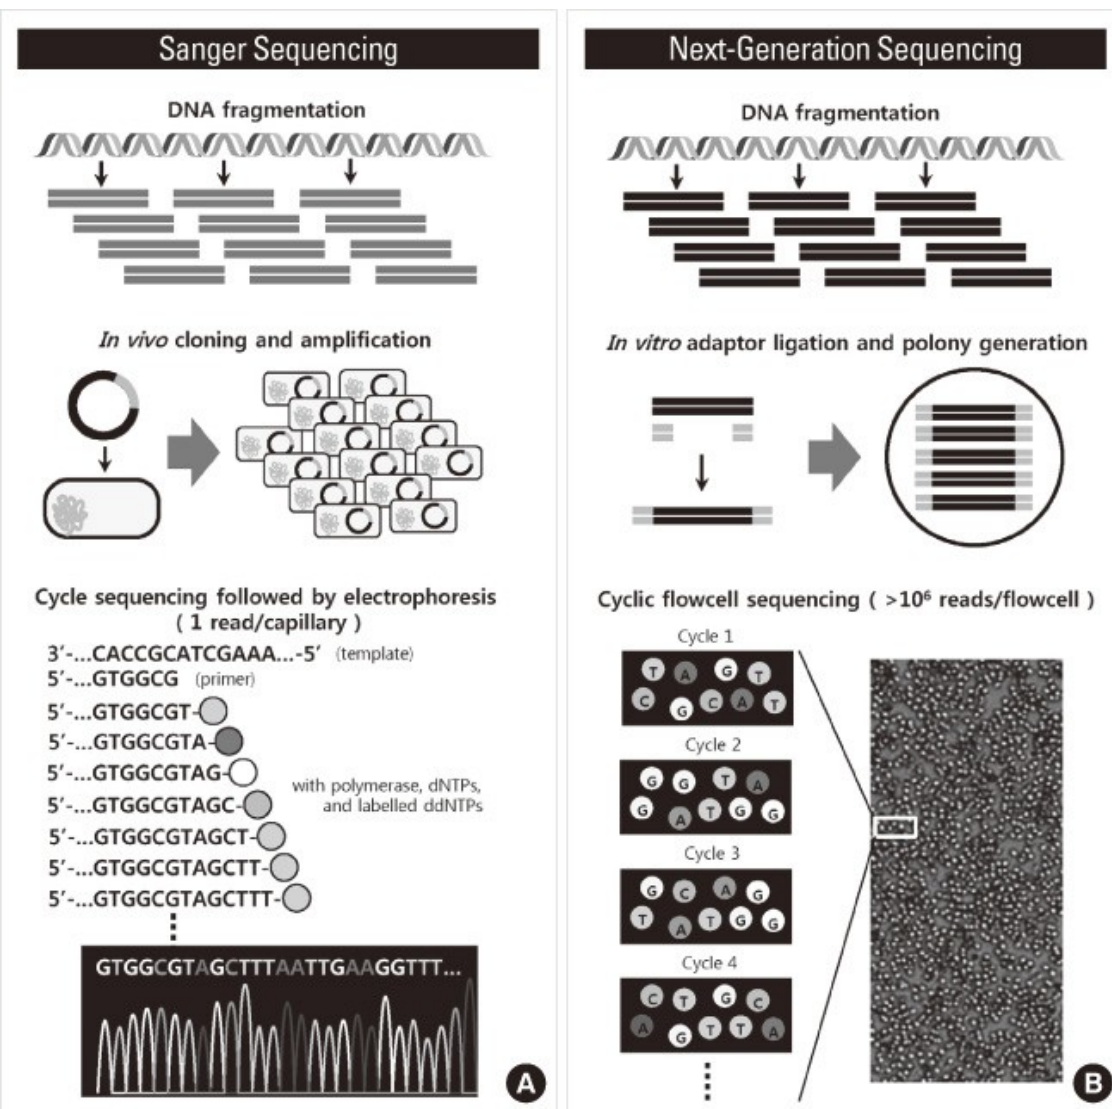 Sanger Sequencing
DNA fragmentation
In vivo cloning and amplification
Cycle sequencing followed by electrophoresis
( 1 read/capillary )
3′-...CACCGCATCGAAA...-5′ (template)
5′-...GTGGCG (primer)
5′-...GTGGCGT-
5′-...GTGGCGTA-
5′-...GTGGCGTAG-
5′-...GTGGCGTAGC-
5′-...GTGGCGTAGCT-
5′-...GTGGCGTAGCTT-
5′-...GTGGCGTAGCTTT-
with polymerase, dNTPs,
and labelled ddNTPs
GTGGCGTAGCTTTAATTGAAGGTTT...
A
Next-Generation Sequencing
DNA fragmentation
In vitro adaptor ligation and polony generation
Cyclic flowcell sequencing ( >10⁶ reads/flowcell )
Cycle 1
T A G T
C G C A T
Cycle 2
G G T A
G A T G G
Cycle 3
G C A G
T A T G G
Cycle 4
C T G C
A G T T A
B